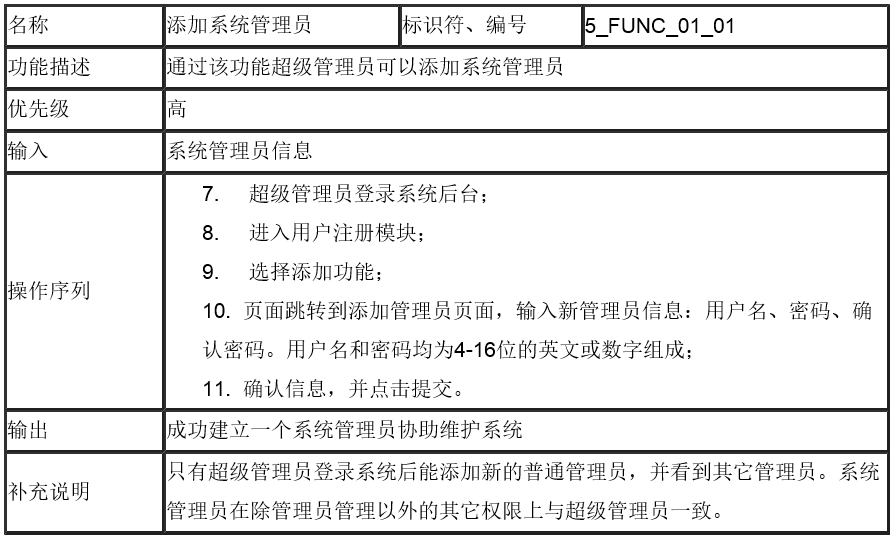 名称 添加系统管理员 标识符、编号 5_FUNC_01_01
功能描述 通过该功能超级管理员可以添加系统管理员
优先级 高
输入 系统管理员信息
操作序列
7. 超级管理员登录系统后台；
8. 进入用户注册模块；
9. 选择添加功能；
10. 页面跳转到添加管理员页面，输入新管理员信息：用户名、密码、确
认密码。用户名和密码均为4-16位的英文或数字组成；
11. 确认信息，并点击提交。
输出 成功建立一个系统管理员协助维护系统
补充说明
只有超级管理员登录系统后能添加新的普通管理员，并看到其它管理员。系统
管理员在除管理员管理以外的其它权限上与超级管理员一致。